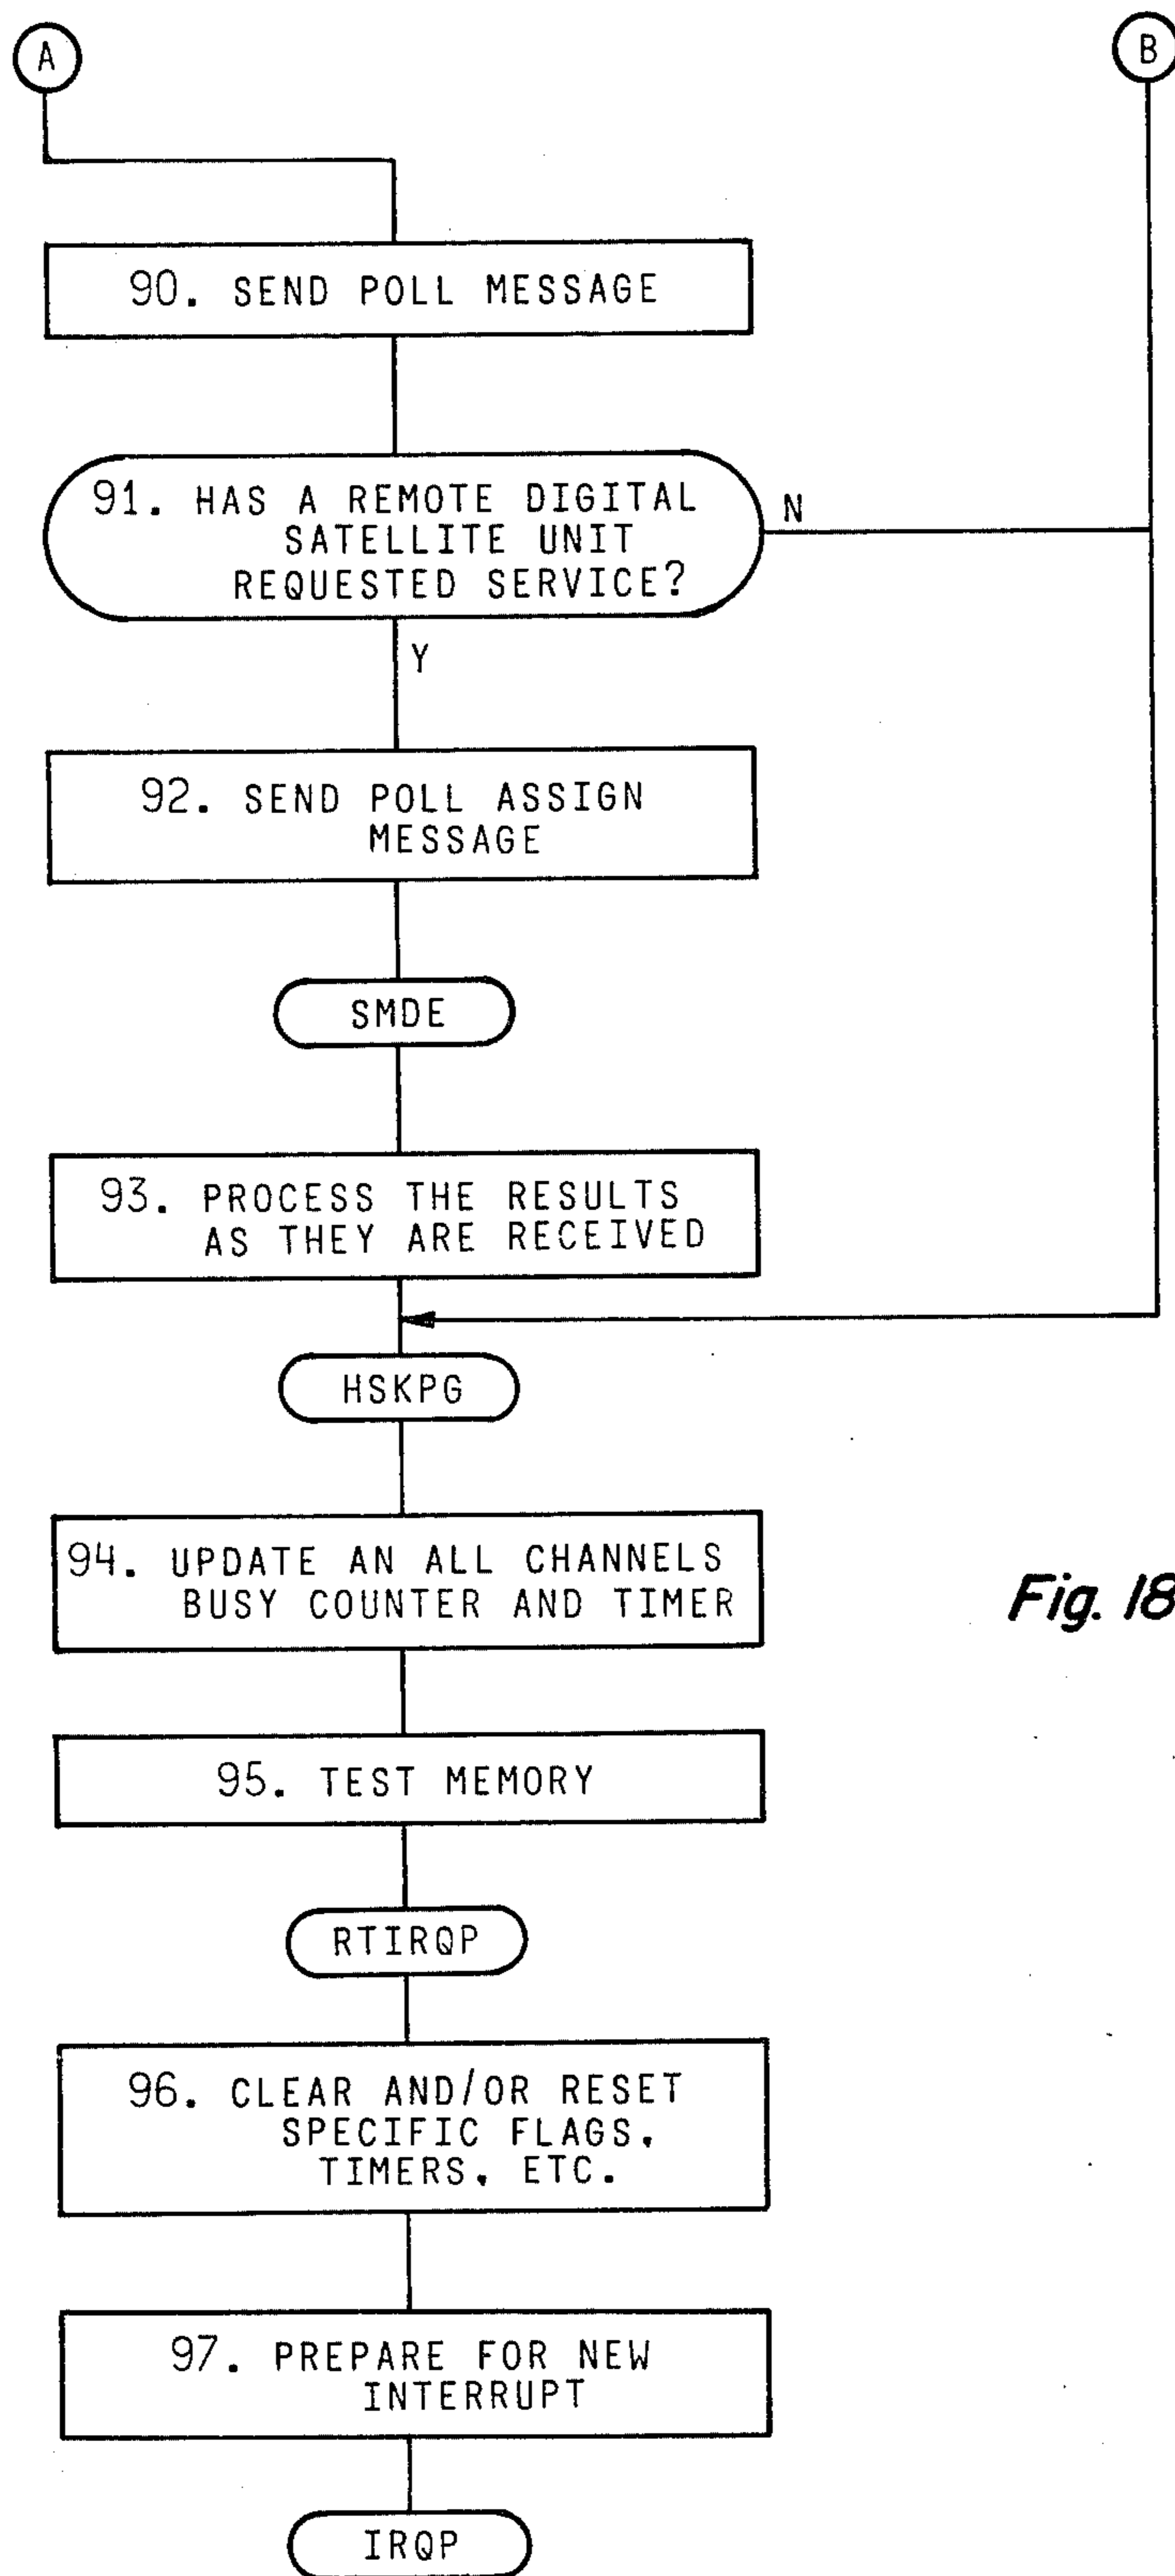 A
B
90. SEND POLL MESSAGE
91. HAS A REMOTE DIGITAL
SATELLITE UNIT
REQUESTED SERVICE?
N
Y
92. SEND POLL ASSIGN
MESSAGE
SMDE
93. PROCESS THE RESULTS
AS THEY ARE RECEIVED
HSKPG
94. UPDATE AN ALL CHANNELS
BUSY COUNTER AND TIMER
Fig. 18
95. TEST MEMORY
RTIRQP
96. CLEAR AND/OR RESET
SPECIFIC FLAGS,
TIMERS, ETC.
97. PREPARE FOR NEW
INTERRUPT
IRQP